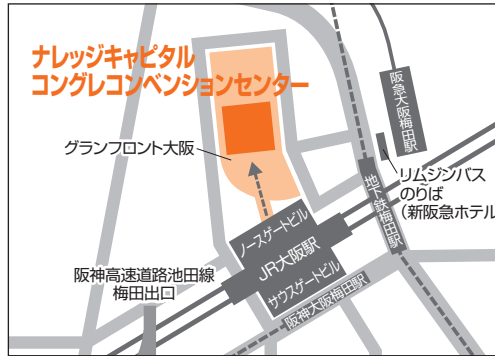 ナレッジキャピタル
コングレコンベンションセンター
グランフロント大阪
阪急大阪梅田駅
リムジンバス
のりば
(新阪急ホテル
地下鉄梅田駅
ノースゲートビル
JR大阪駅
サウスゲートビル
阪神大阪梅田駅
阪神高速道路池田線
梅田出口